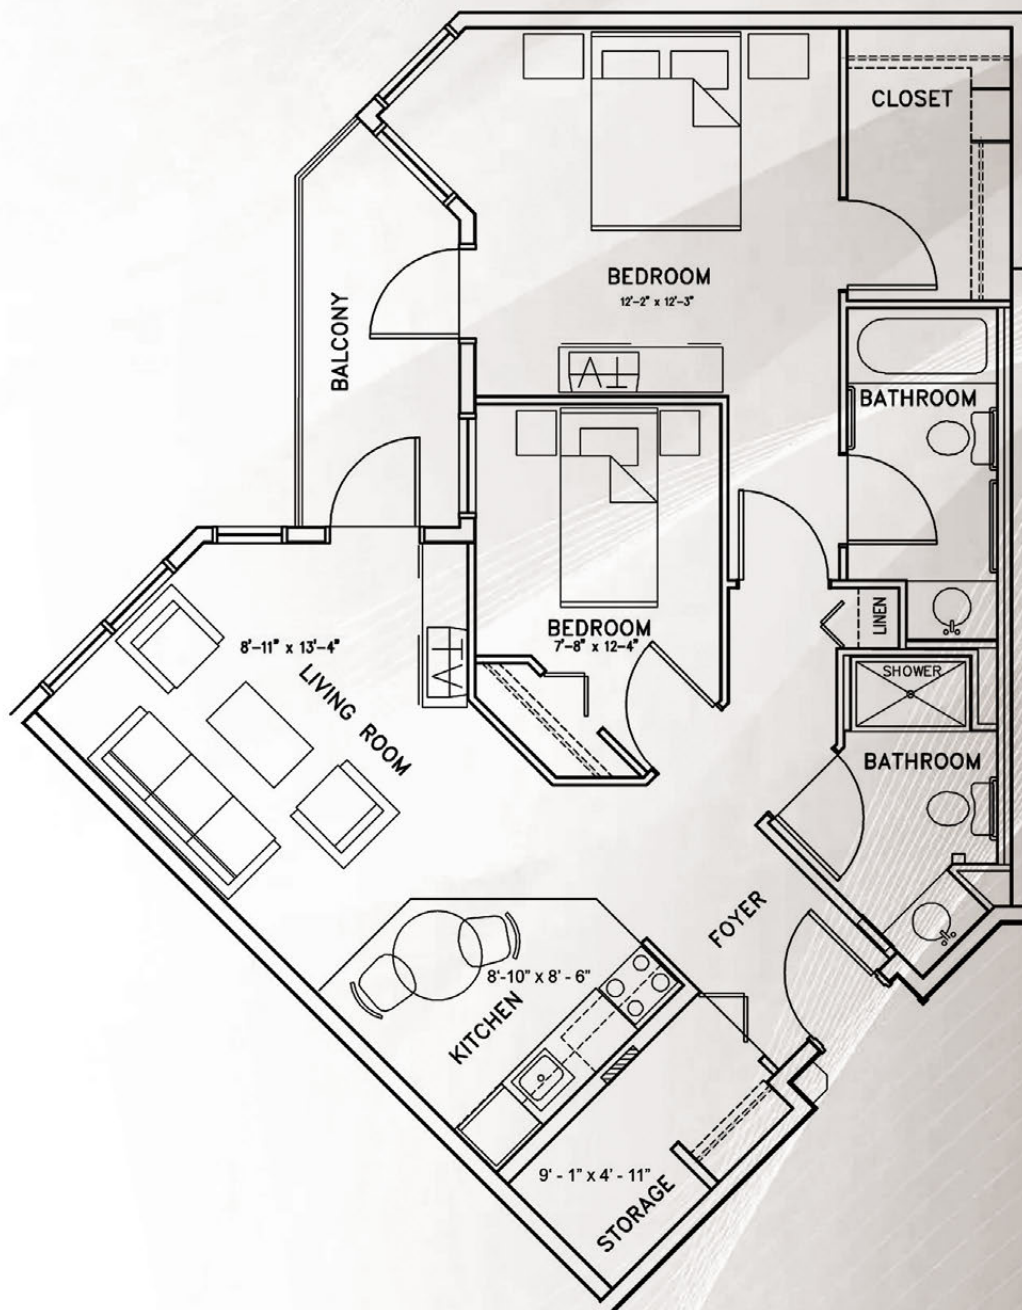 CLOSET
BEDROOM
12'-2" x 12'-3"
BALCONY
TV
BATHROOM
BEDROOM
7'-8" x 12-4"
LINEN
8'-11" x 13'-4"
LIVING ROOM
TV
SHOWER
BATHROOM
FOYER
8'-10" x 8' - 6"
KITCHEN
9' - 1" x 4' - 11"
STORAGE